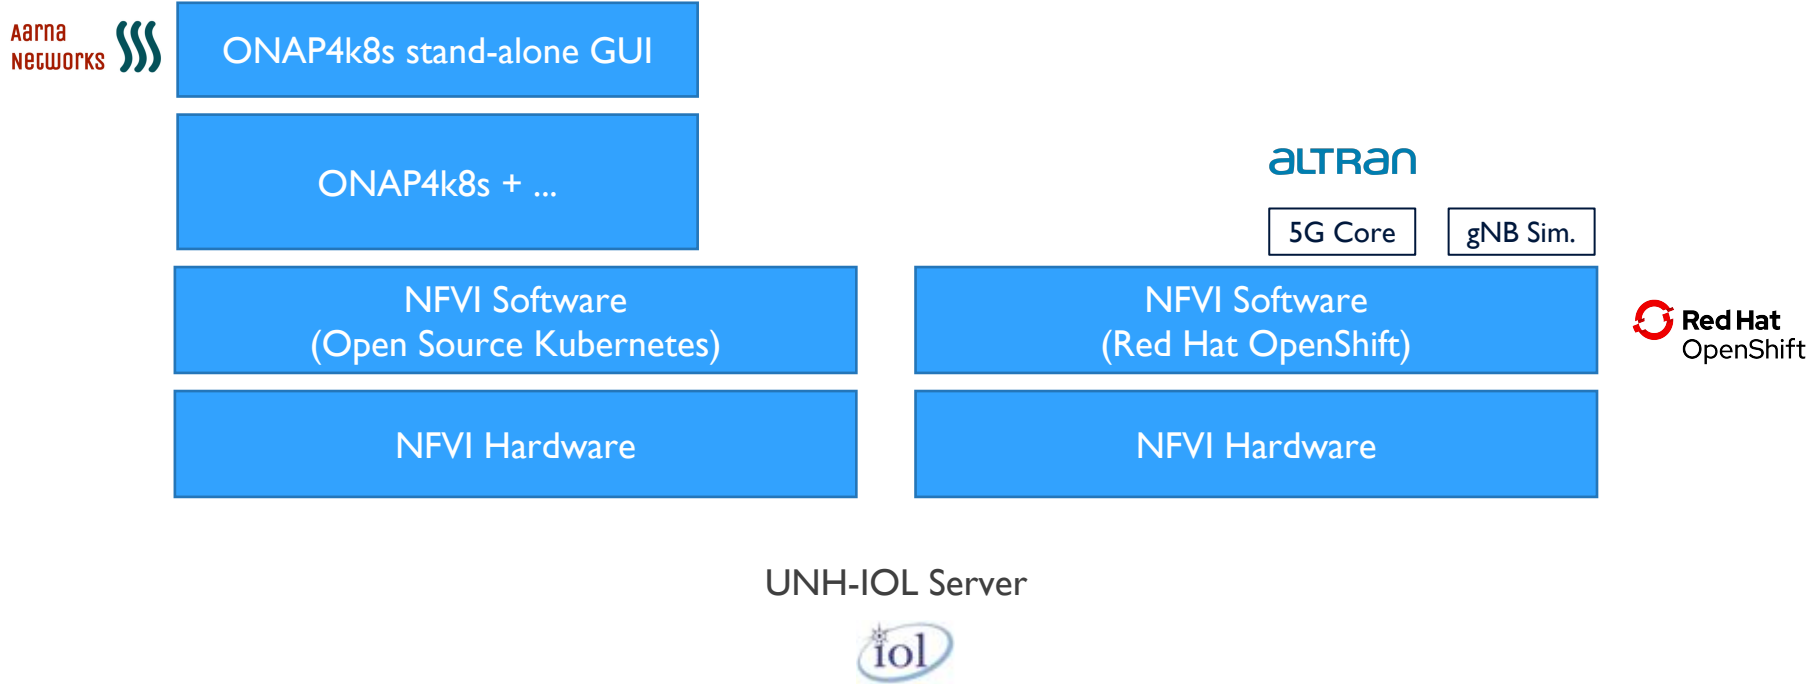 Aarna
Networks
ONAP4k8s stand-alone GUI
ONAP4k8s + ...
aLTRan
5G Core
gNB Sim.
NFVI Software
(Open Source Kubernetes)
NFVI Software
(Red Hat OpenShift)
Red Hat
OpenShift
NFVI Hardware
NFVI Hardware
UNH-IOL Server
iol